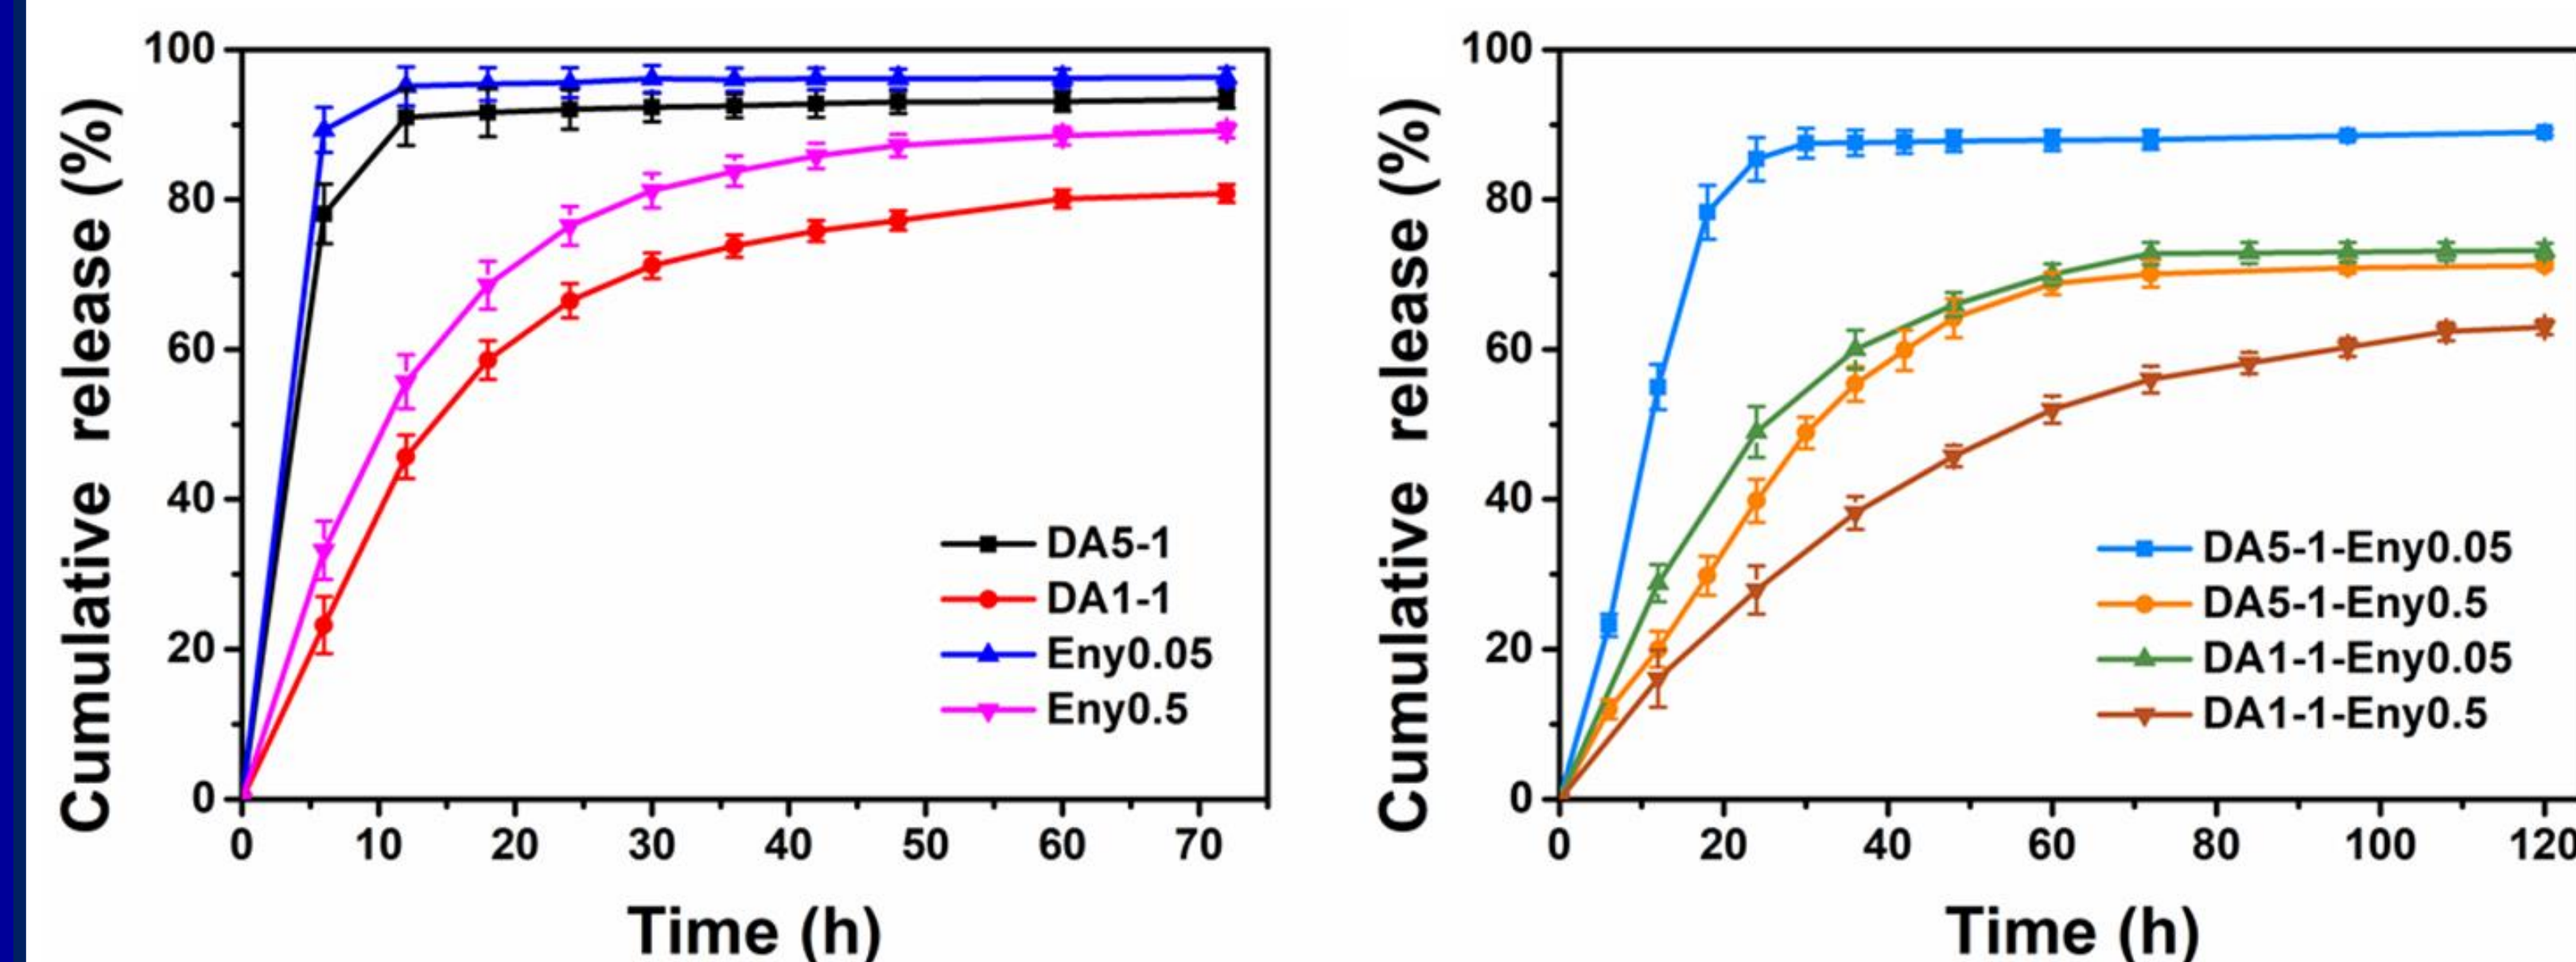 Cumulative release (%)
100
80
60
40
20
0
0 10 20 30 40 50 60 70
Time (h)
DA5-1
DA1-1
Eny0.05
Eny0.5
Cumulative release (%)
100
80
60
40
20
0
0 20 40 60 80 100 120
Time (h)
DA5-1-Eny0.05
DA5-1-Eny0.5
DA1-1-Eny0.05
DA1-1-Eny0.5